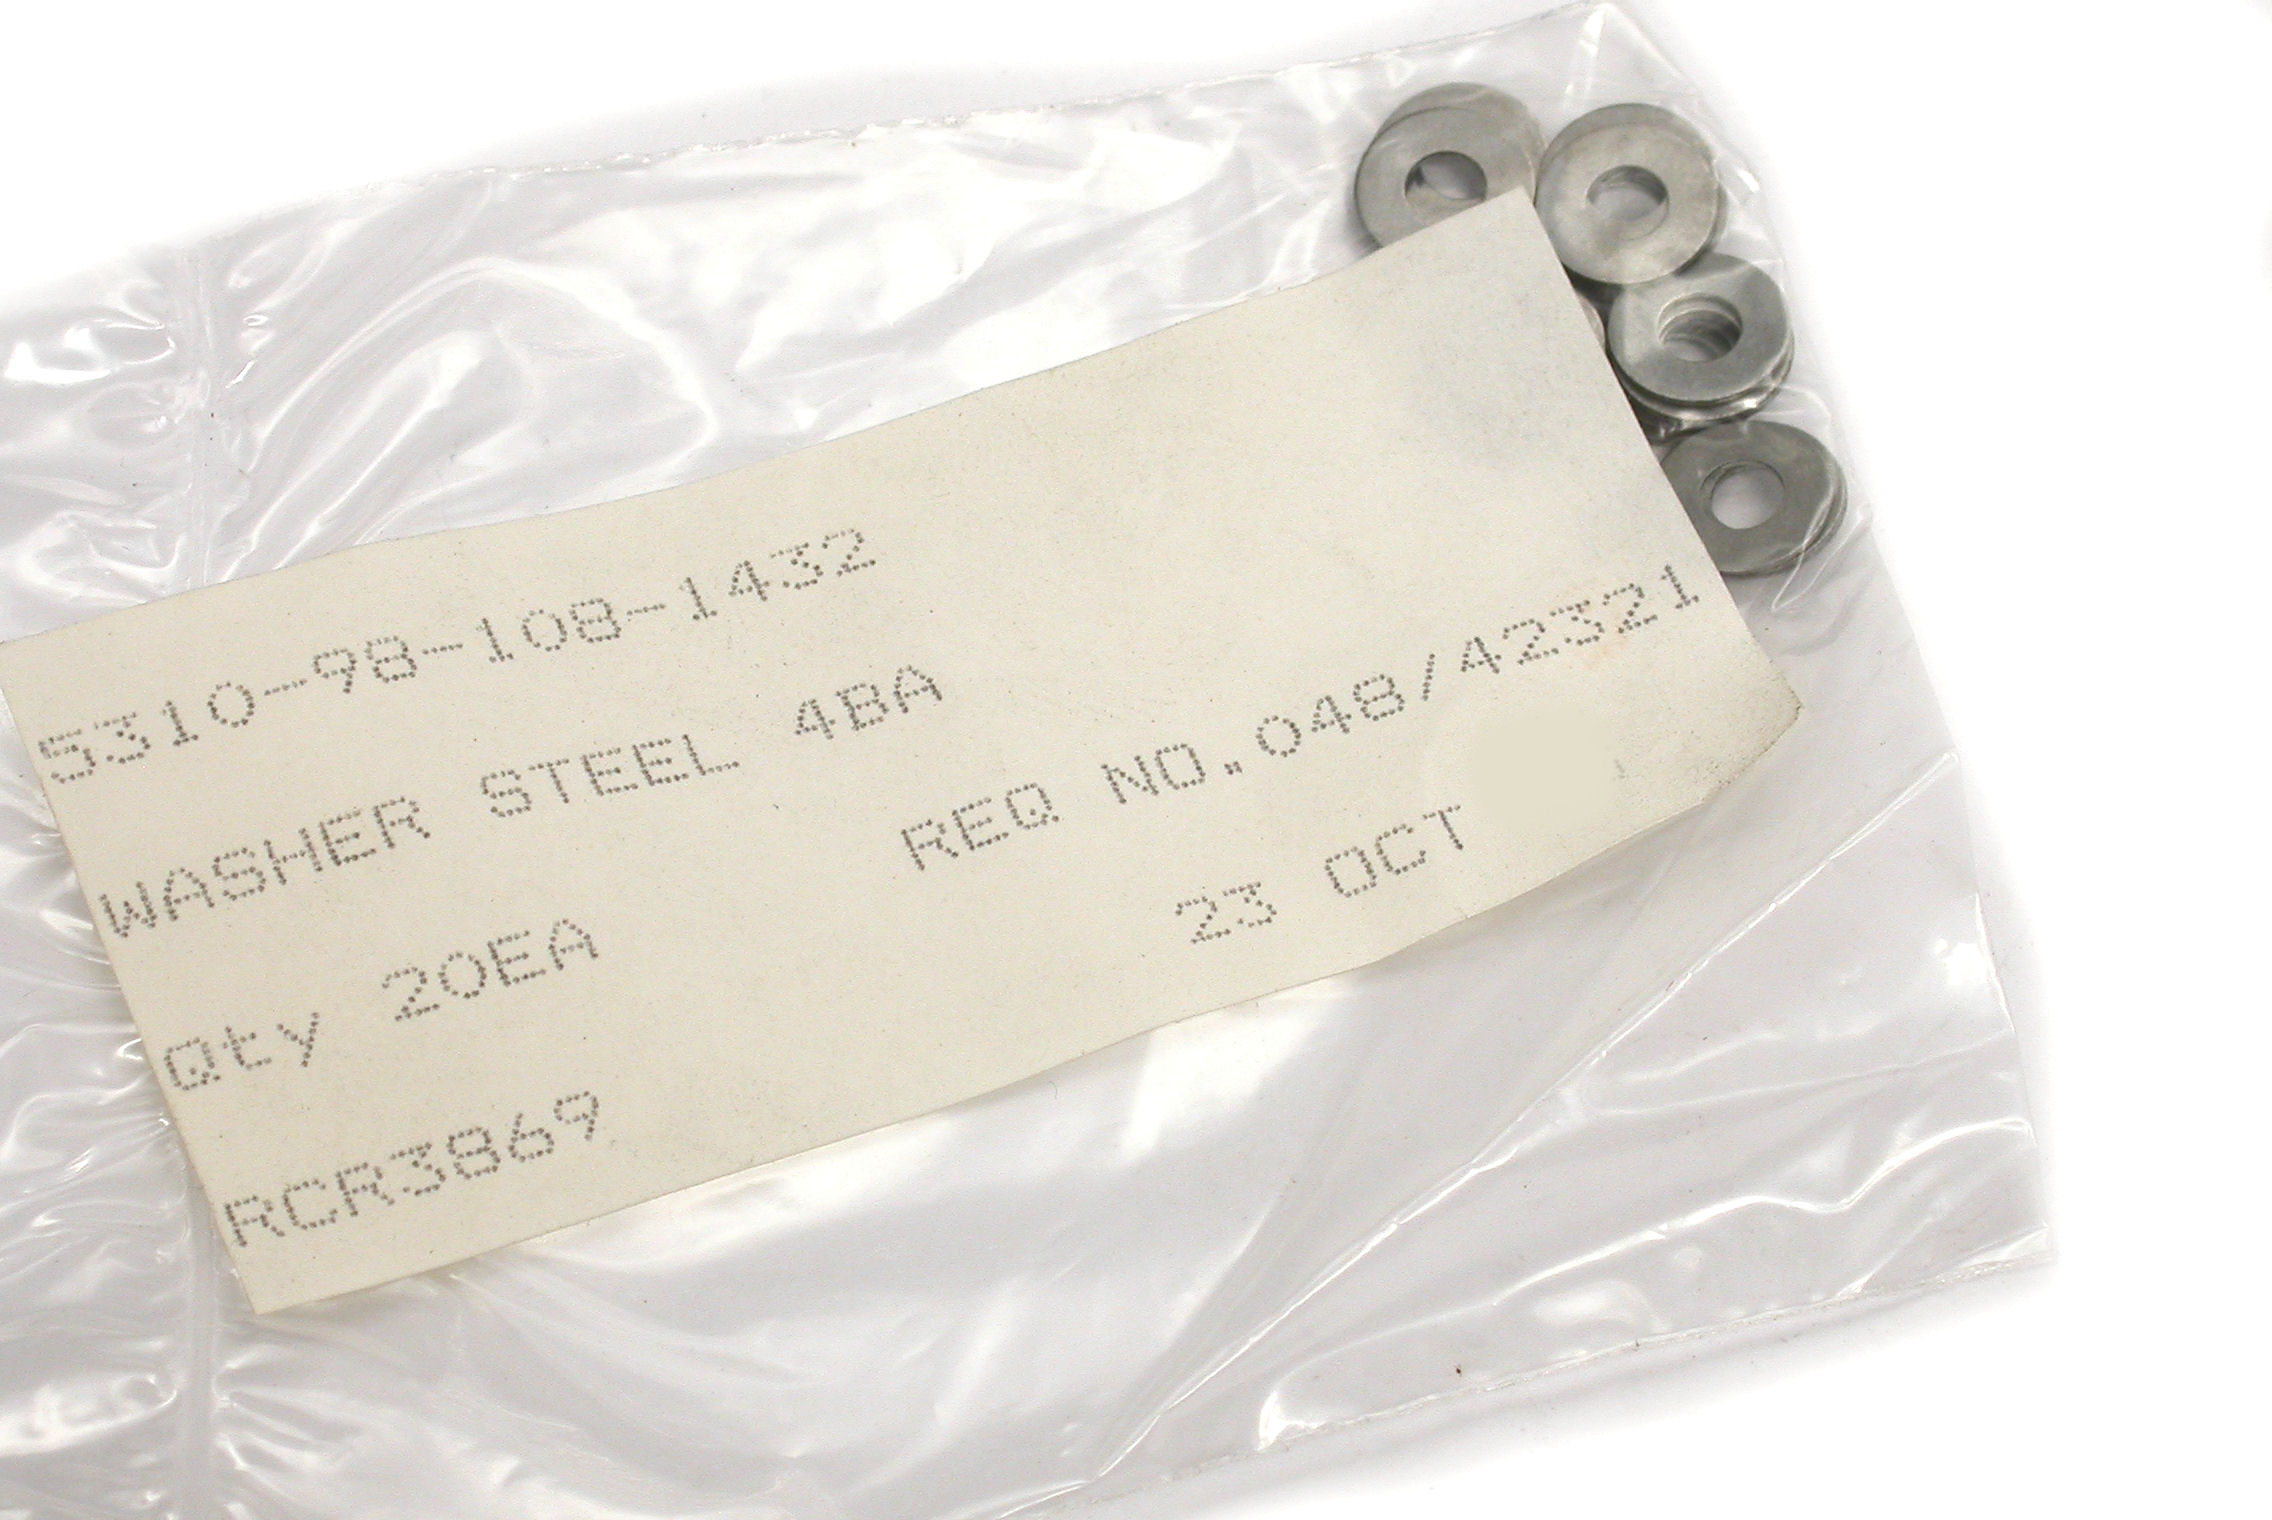 5310-98-108-1432
WASHER STEEL 4BA
Qty 20EA REQ NO.048/42321
RCR3869 23 OCT